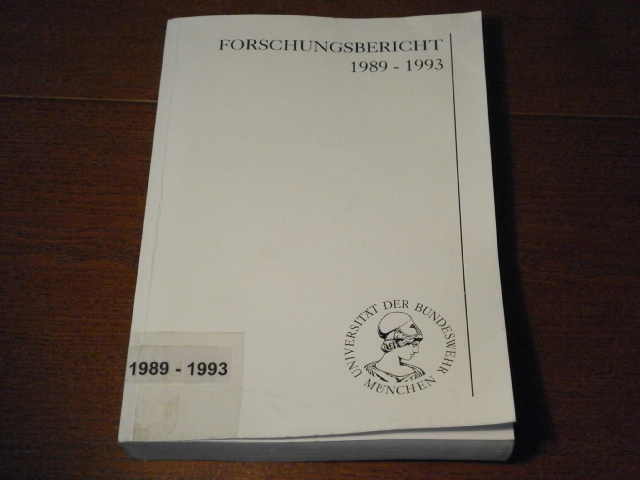 FORSCHUNGSBERICHT
1989 - 1993
UNIVERSITÄT DER BUNDESWEHR
MÜNCHEN
1989 - 1993